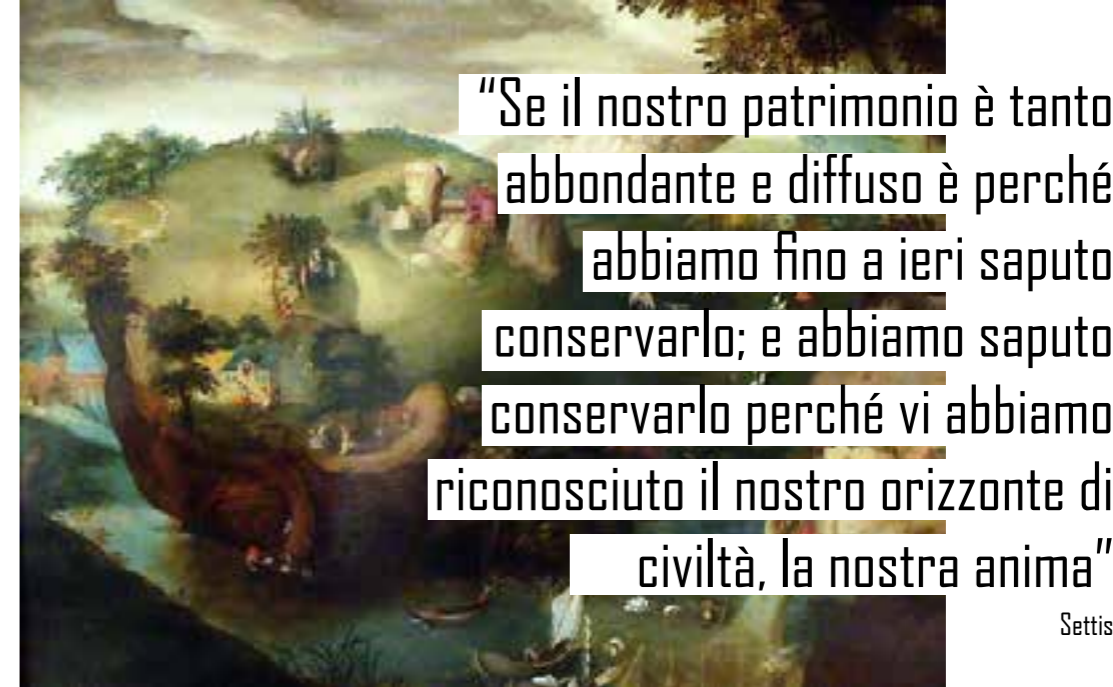 “Se il nostro patrimonio è tanto
abbondante e diffuso è perché
abbiamo fino a ieri saputo
conservarlo; e abbiamo saputo
conservarlo perché vi abbiamo
riconosciuto il nostro orizzonte di
civiltà, la nostra anima”
Settis